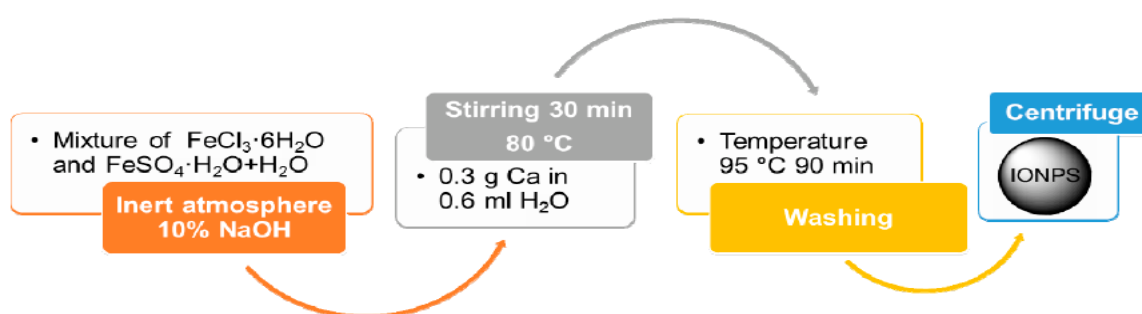 • Mixture of FeCl₃·6H₂O
and FeSO₄·H₂O+H₂O
Inert atmosphere
10% NaOH
Stirring 30 min
80 °C
• 0.3 g Ca in
0.6 ml H₂O
• Temperature
95 °C 90 min
Washing
Centrifuge
IONPS